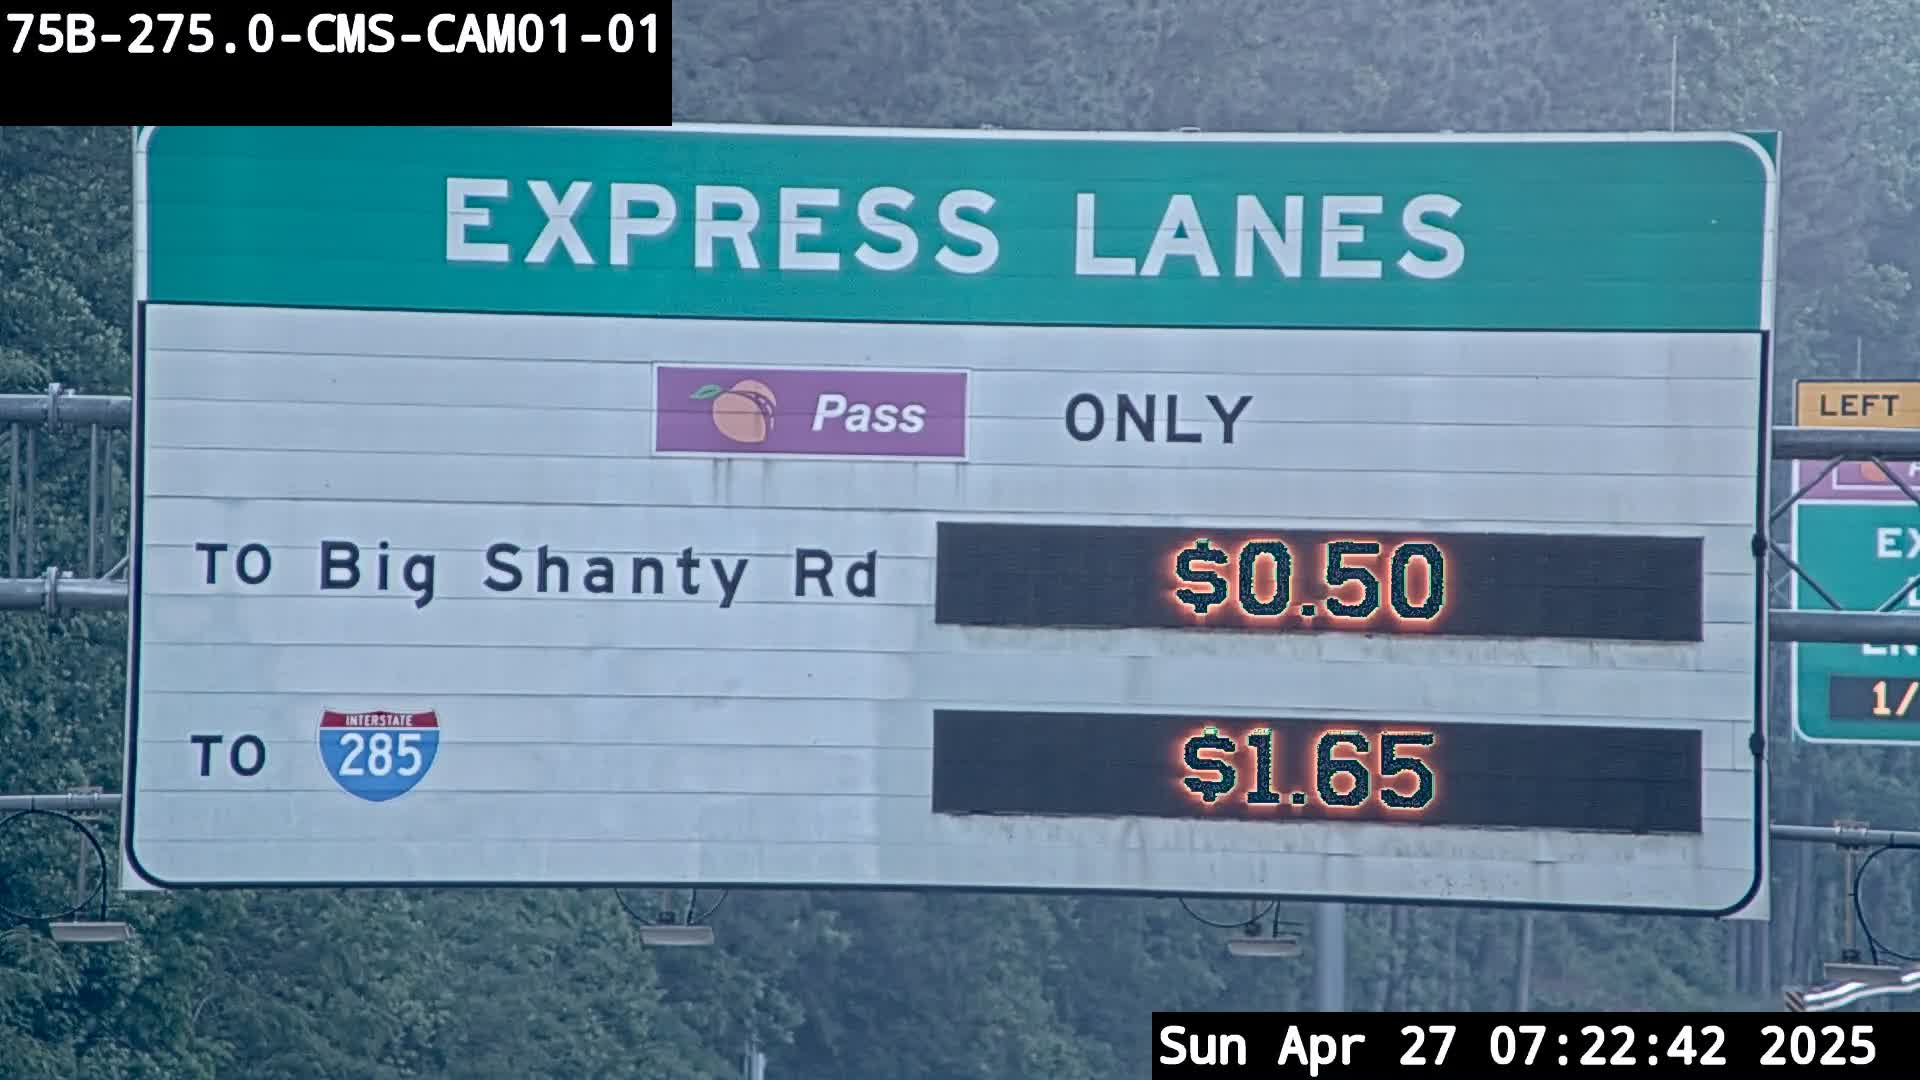 75B-275.0-CMS-CAM01-01
EXPRESS LANES
Pass ONLY
LEFT
TO Big Shanty Rd $0.50
TO INTERSTATE 285 $1.65
1/
Sun Apr 27 07:22:42 2025